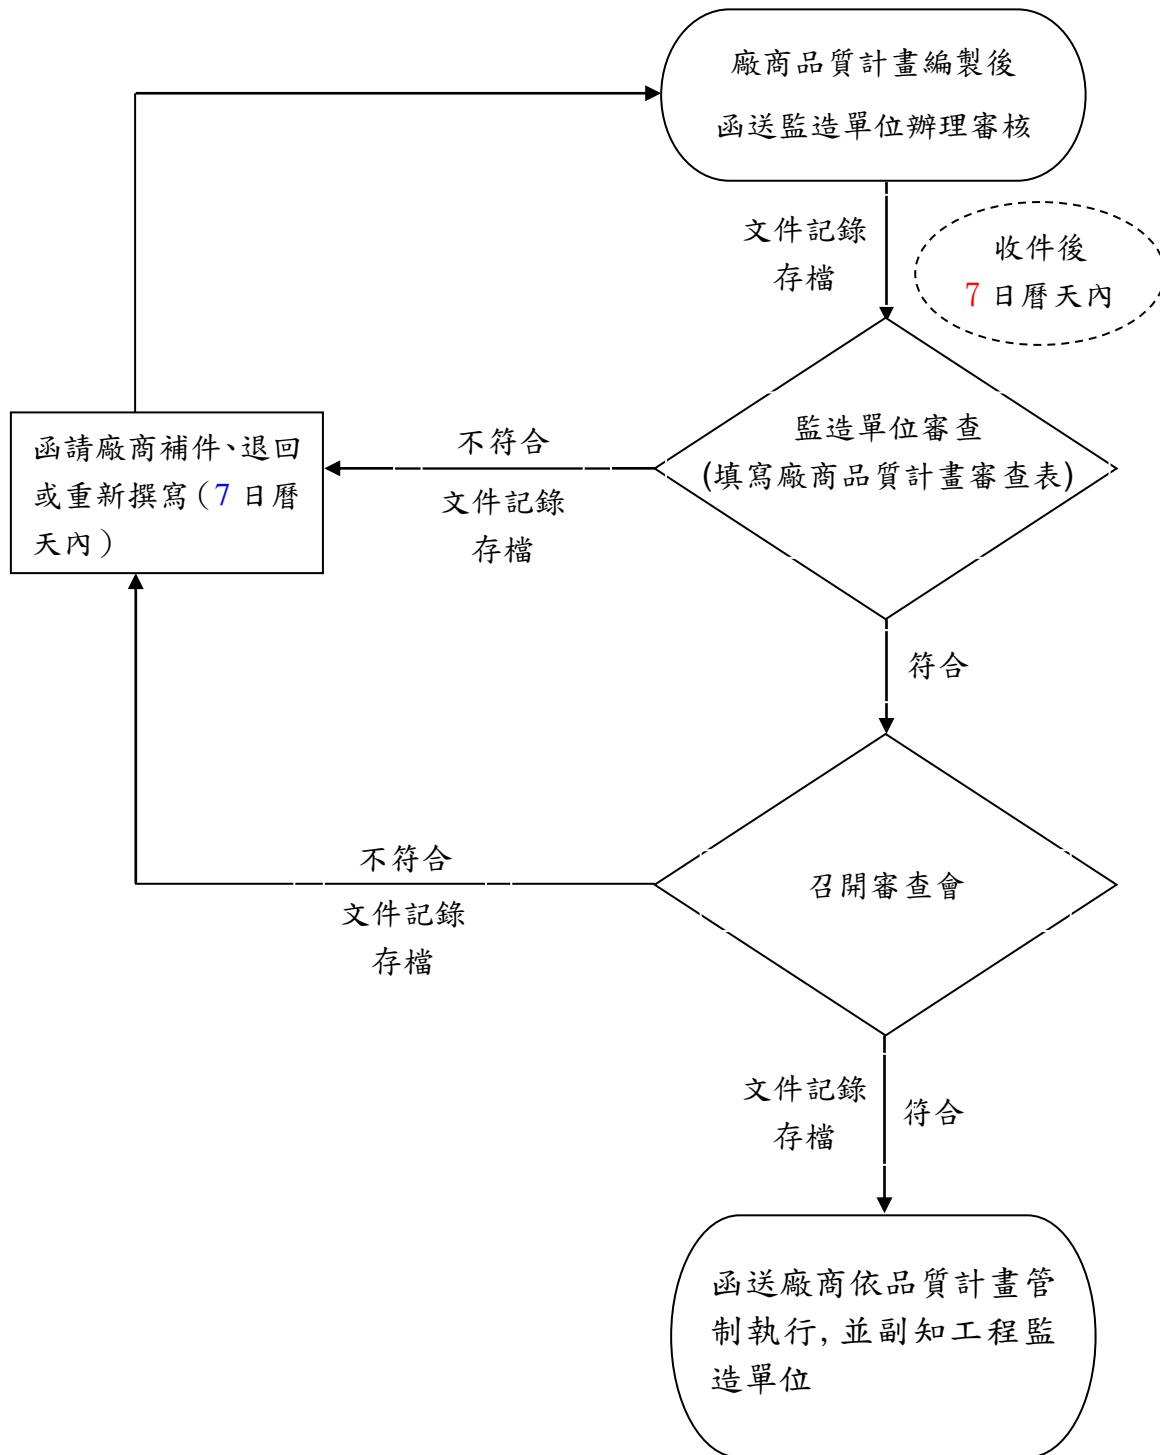 廠商品質計畫編製後
函送監造單位辦理審核
文件記錄
存檔
收件後
7 日曆天內
函請廠商補件、退回
或重新撰寫(7 日曆
天內)
不符合
文件記錄
存檔
監造單位審查
(填寫廠商品質計畫審查表)
符合
不符合
文件記錄
存檔
召開審查會
文件記錄
存檔
符合
函送廠商依品質計畫管
制執行,並副知工程監
造單位